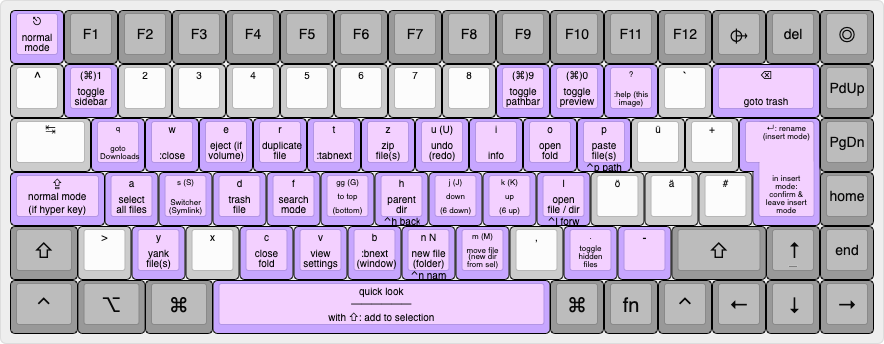 ⎋
normal
mode
F1
F2
F3
F4
F5
F6
F7
F8
F9
F10
F11
F12
del
◎
^
(⌘)1
toggle
sidebar
2
3
4
5
6
7
8
(⌘)9
toggle
pathbar
(⌘)0
toggle
preview
?
:help (this
image)
`
⌫
goto trash
PdUp
↹
q
goto
Downloads
w
:close
e
eject (if
volume)
r
duplicate
file
t
:tabnext
z
zip
file(s)
u (U)
undo
(redo)
i
info
o
open
fold
p
paste
file(s)
^p path
ü
+
↵: rename
(insert mode)
in insert
mode:
confirm &
leave insert
mode
PgDn
⇪
normal mode
(if hyper key)
a
select
all files
s (S)
Switcher
(Symlink)
d
trash
file
f
search
mode
gg (G)
to top
(bottom)
h
parent
dir
^h back
j (J)
down
(6 down)
k (K)
up
(6 up)
l
open
file / dir
^l forw
ö
ä
#
home
⇧
>
y
yank
file(s)
x
c
close
fold
v
view
settings
b
:bnext
(window)
n N
new file
(folder)
^n nam
m (M)
move file
(new dir
from sel)
,
.
toggle
hidden
files
-
⇧
↑
end
^
⌥
⌘
quick look
with ⇧: add to selection
⌘
fn
^
←
↓
→